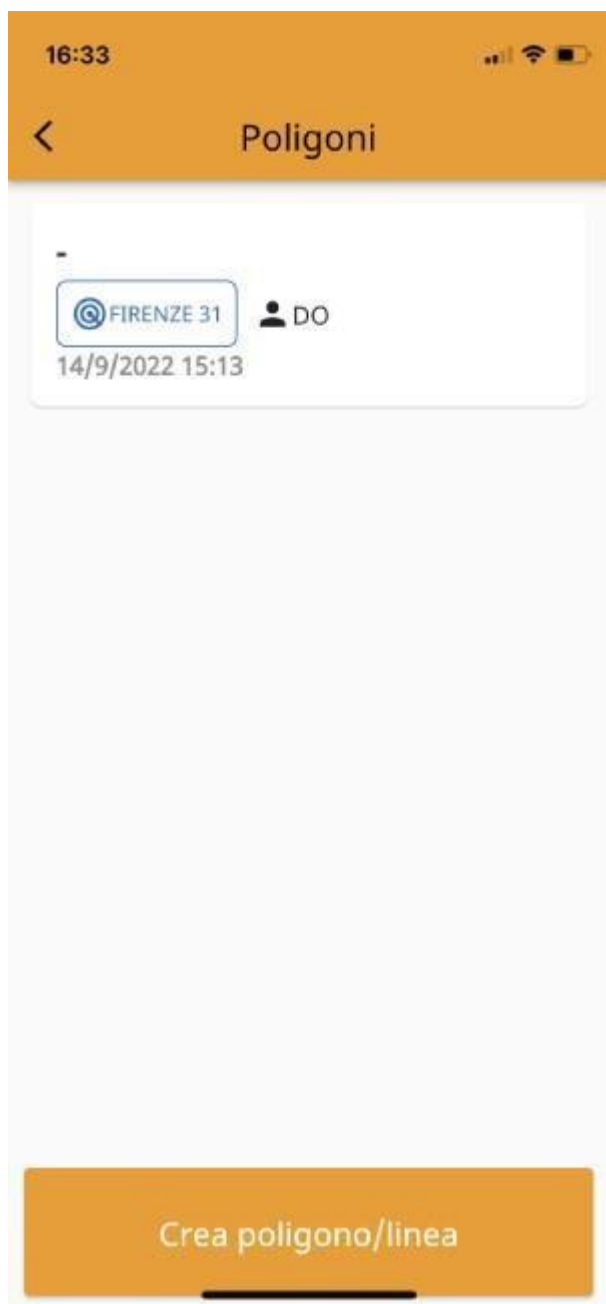 16:33
Poligoni
-
FIRENZE 31 DO
14/9/2022 15:13
Crea poligono/linea